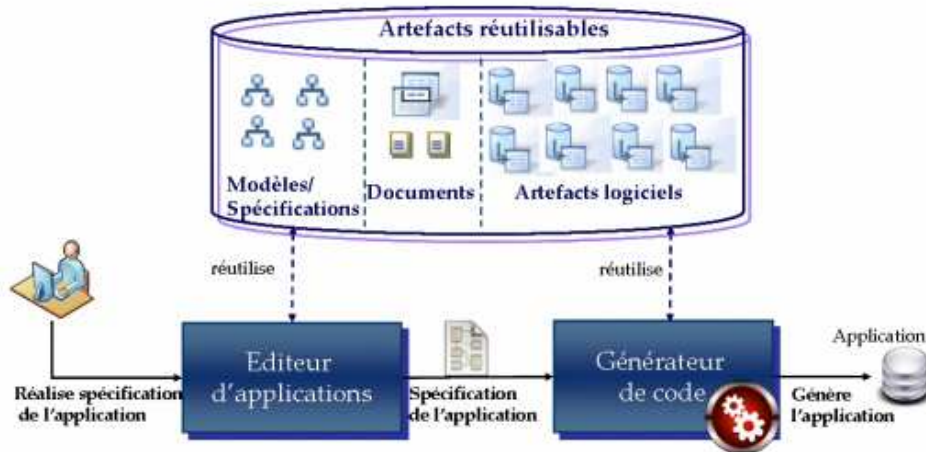 Artefacts réutilisables
Modèles/
Spécifications
Documents
Artefacts logiciels
réutilise
réutilise
Editeur
d'applications
Générateur
de code
Application
Réalise spécification
de l'application
Spécification
de l'application
Génère
l'application